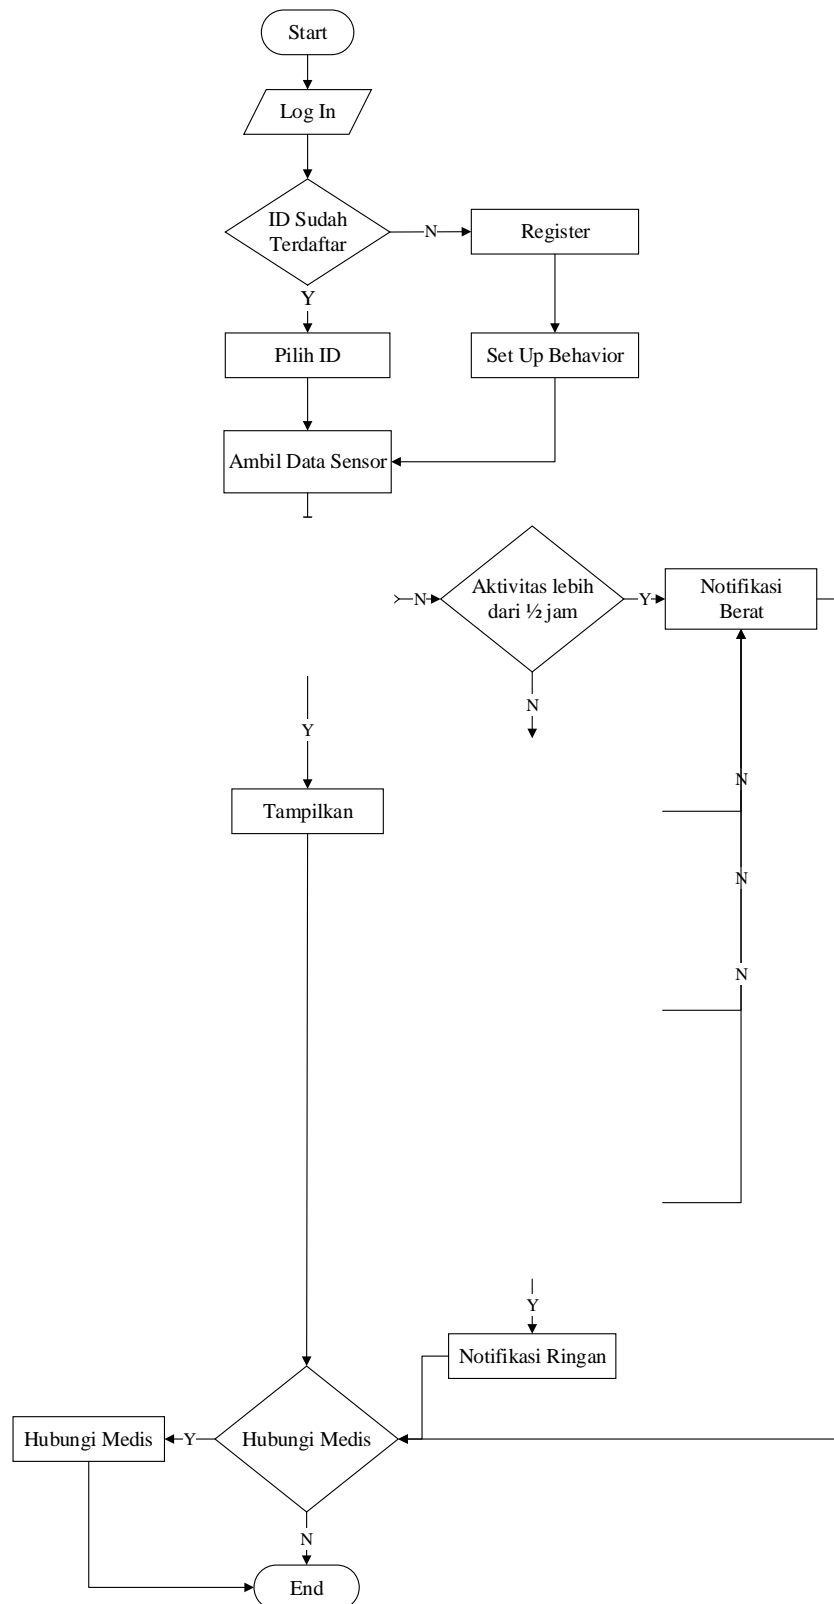 Start
Log In
ID Sudah
Terdaftar
N
Register
Y
Pilih ID
Set Up Behavior
Ambil Data Sensor
N
Aktivitas lebih
dari ½ jam
Y
Notifikasi
Berat
N
Y
Tampilkan
N
N
N
Y
Notifikasi Ringan
Hubungi Medis
Y
Hubungi Medis
N
End